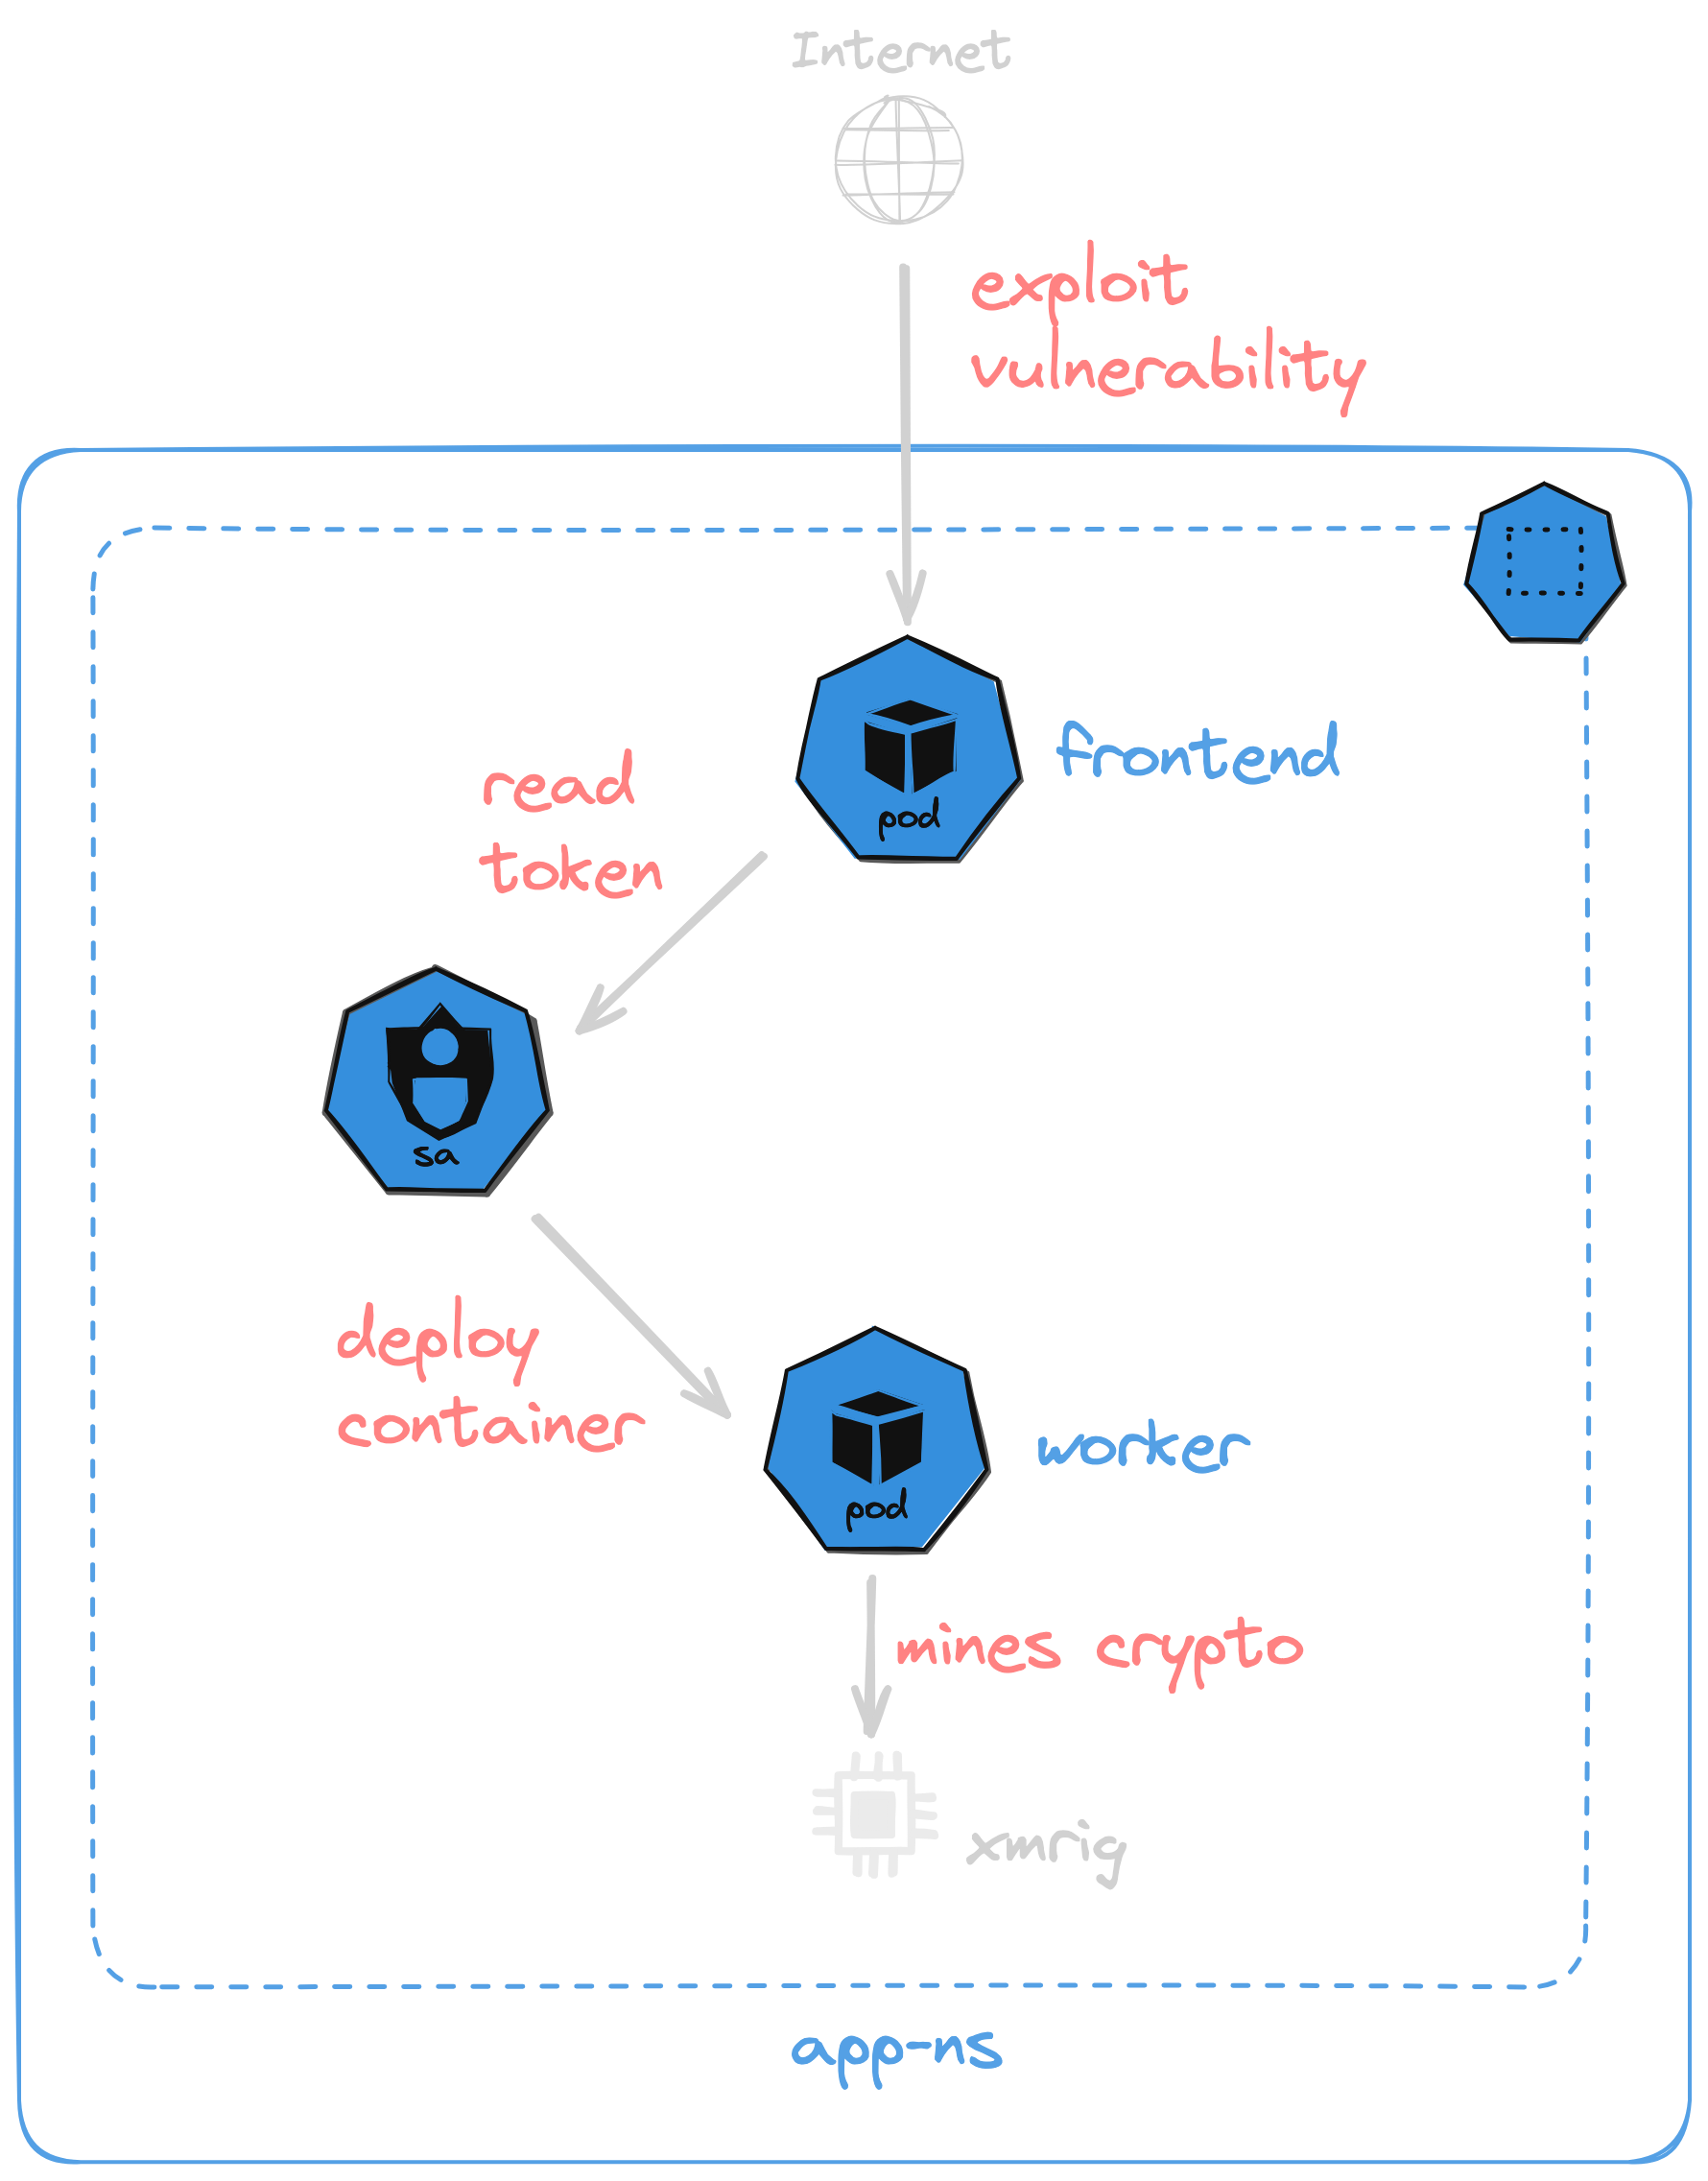 Internet
exploit
vulnerability
pod
frontend
read
token
sa
deploy
container
pod
worker
mines crypto
xmrig
app-ns